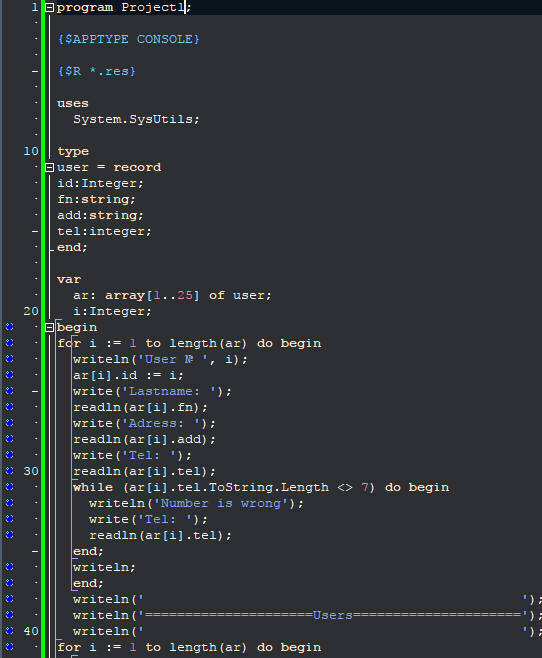 1 program Project1;
{$APPTYPE CONSOLE}
{$R *.res}
uses
System.SysUtils;
10 type
user = record
id:Integer;
fn:string;
add:string;
tel:integer;
end;
var
ar: array[1..25] of user;
20 i:Integer;
begin
for i := 1 to length(ar) do begin
writeln('User № ', i);
ar[i].id := i;
write('Lastname: ');
readln(ar[i].fn);
write('Adress: ');
readln(ar[i].add);
write('Tel: ');
30 readln(ar[i].tel);
while (ar[i].tel.ToString.Length <> 7) do begin
writeln('Number is wrong');
write('Tel: ');
readln(ar[i].tel);
end;
writeln;
end;
writeln('                                               ');
writeln('=====================Users=====================');
40 writeln('                                               ');
for i := 1 to length(ar) do begin